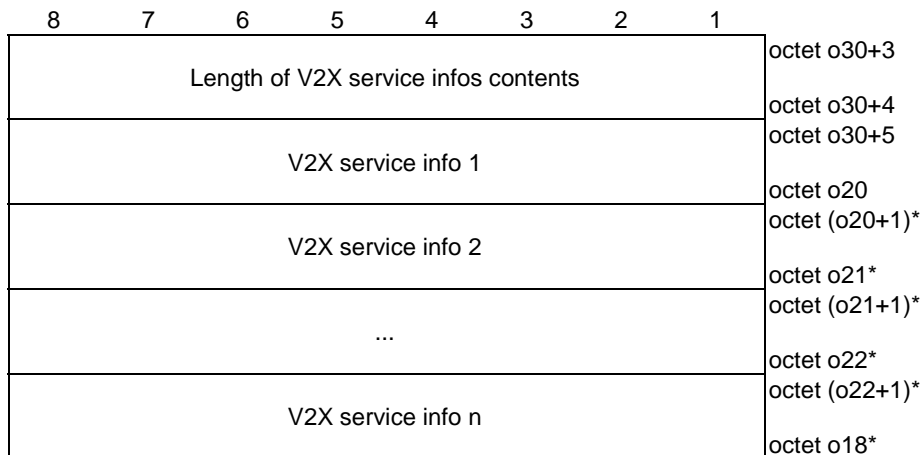 8 7 6 5 4 3 2 1
octet o30+3
Length of V2X service infos contents
octet o30+4
octet o30+5
V2X service info 1
octet o20
octet (o20+1)*
V2X service info 2
octet o21*
octet (o21+1)*
...
octet o22*
octet (o22+1)*
V2X service info n
octet o18*